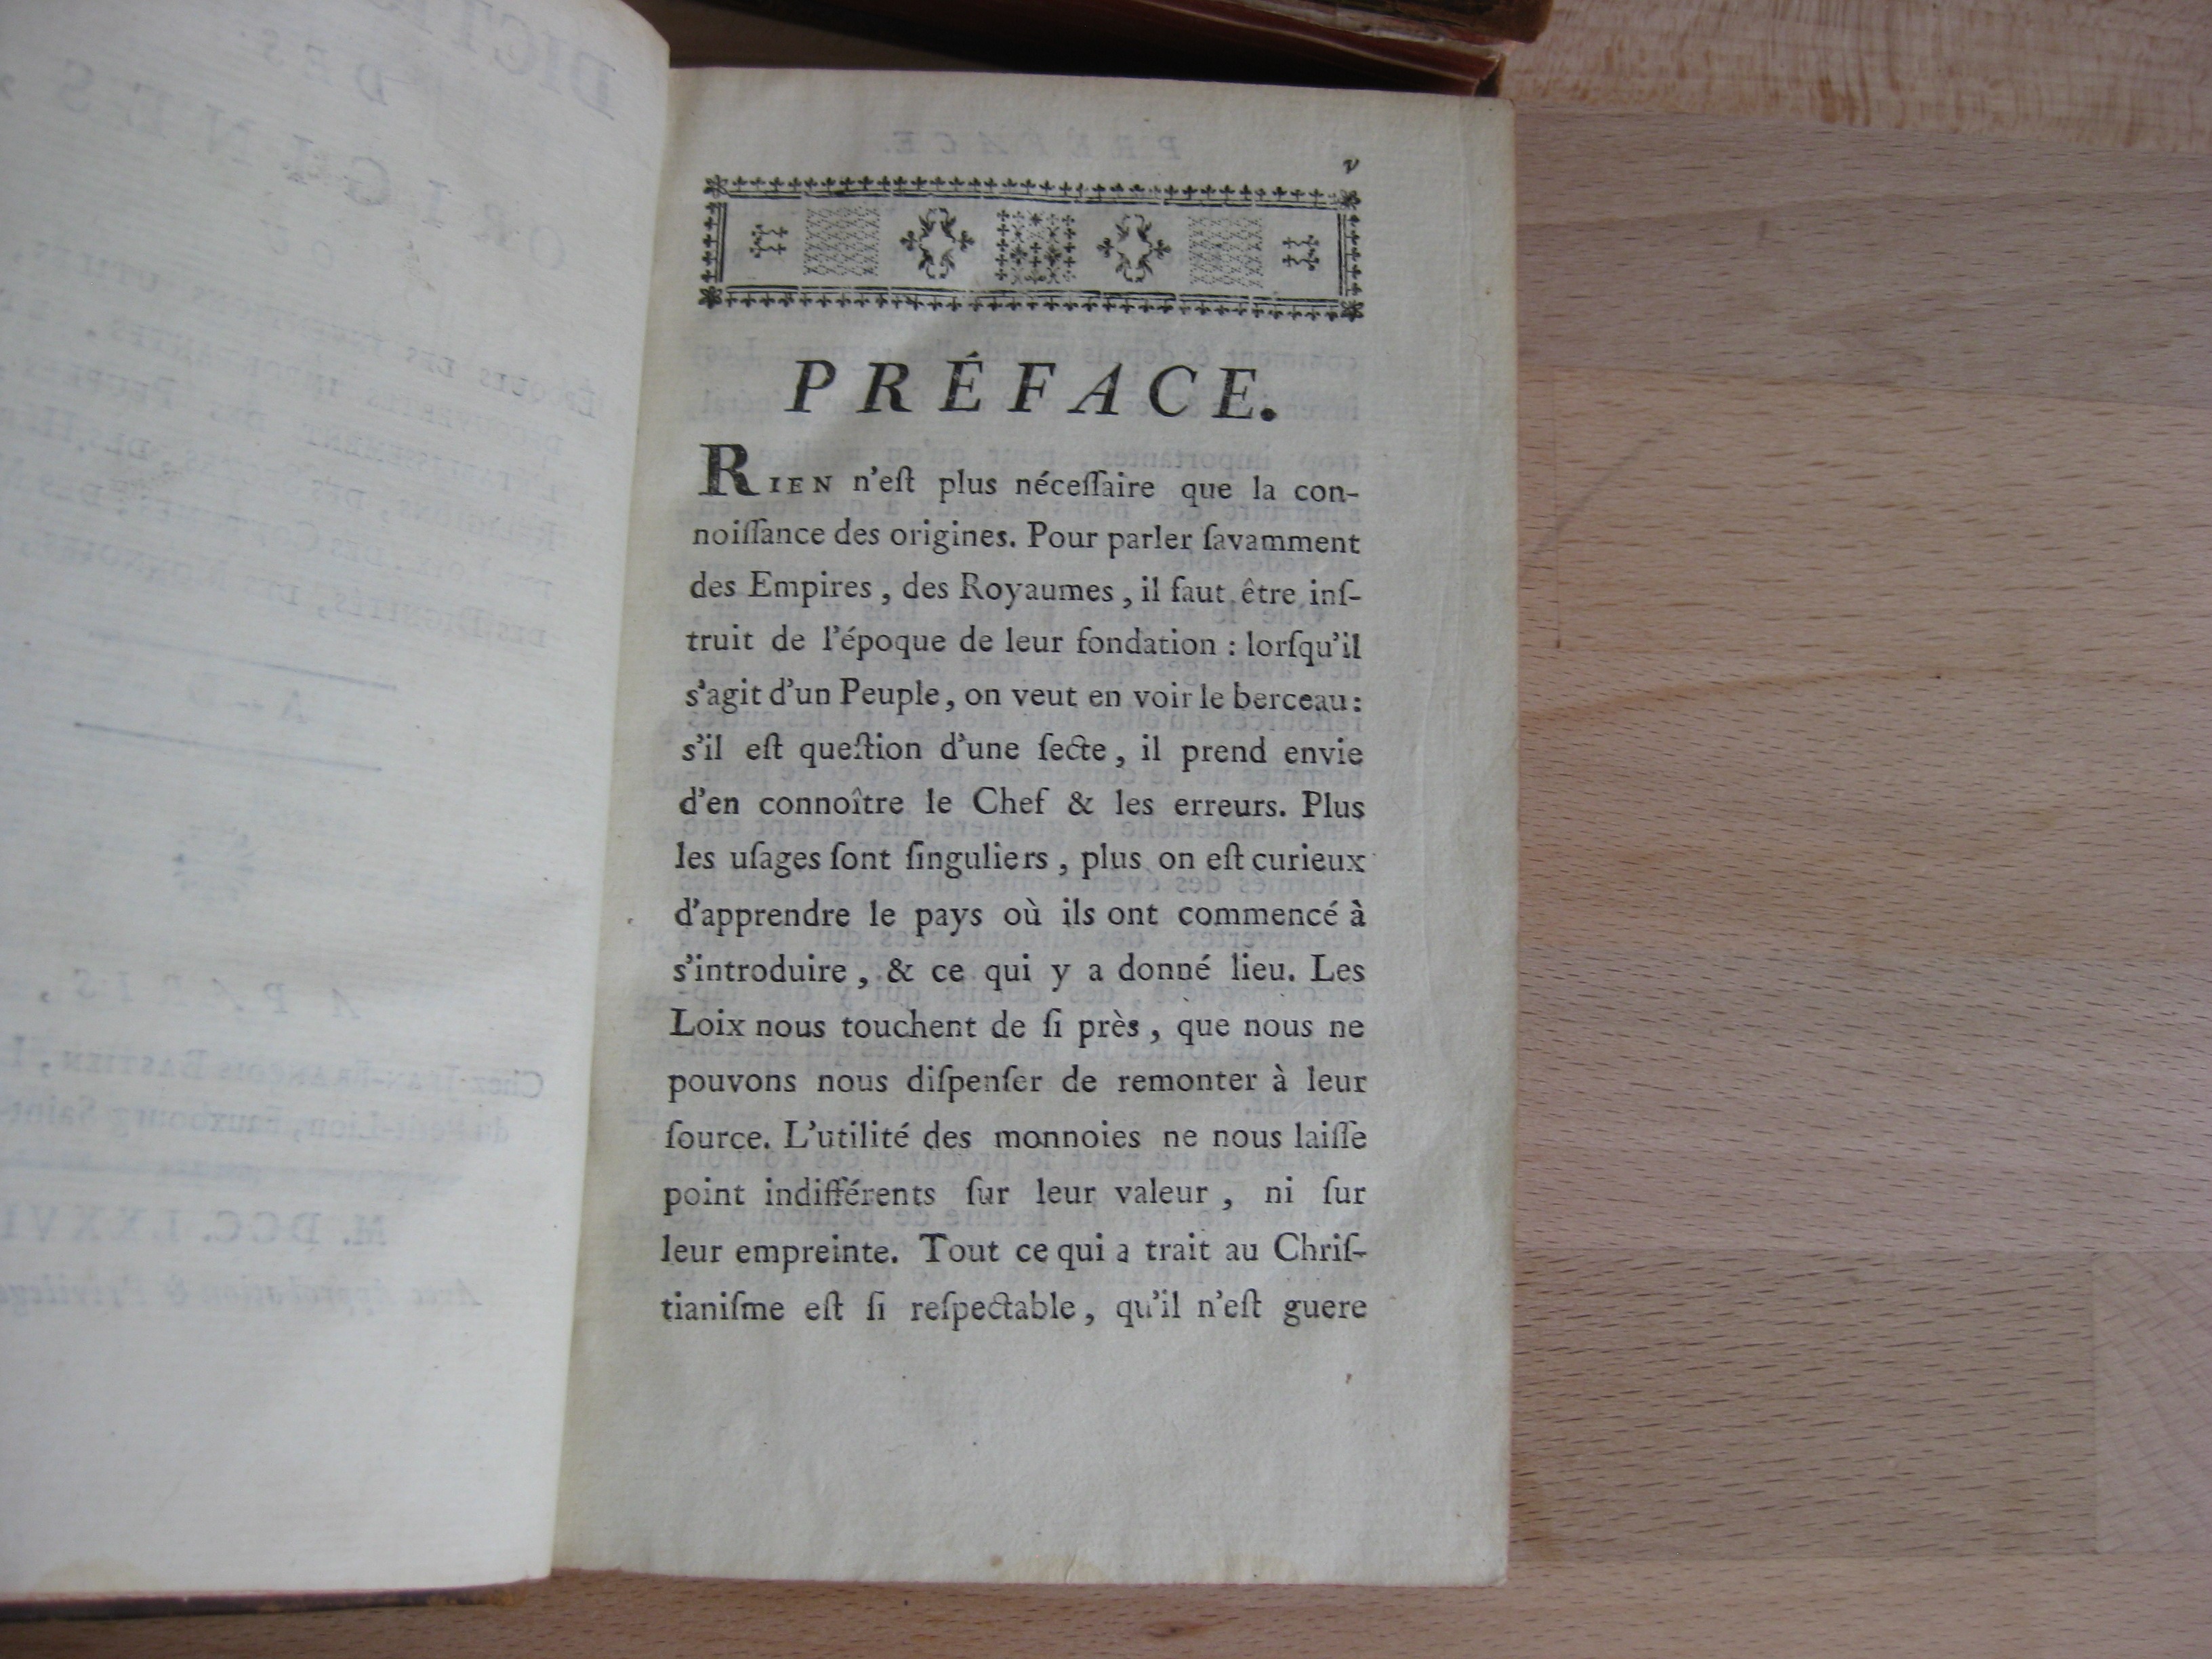 v
PRÉFACE.
RIEN n'eſt plus néceſſaire que la con-
noiſſance des origines. Pour parler ſavamment
des Empires, des Royaumes, il faut être inſ-
truit de l'époque de leur fondation : lorſqu'il
s'agit d'un Peuple, on veut en voir le berceau :
s'il eſt queſtion d'une ſecte, il prend envie
d'en connoître le Chef & les erreurs. Plus
les uſages ſont ſinguliers, plus on eſt curieux
d'apprendre le pays où ils ont commencé à
s'introduire, & ce qui y a donné lieu. Les
Loix nous touchent de ſi près, que nous ne
pouvons nous diſpenſer de remonter à leur
ſource. L'utilité des monnoies ne nous laiſſe
point indifférents ſur leur valeur, ni ſur
leur empreinte. Tout ce qui a trait au Chriſ-
tianiſme eſt ſi reſpectable, qu'il n'eſt guere